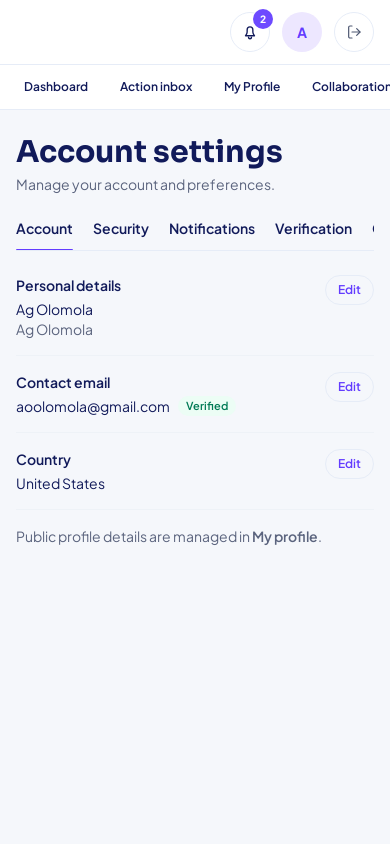 2
A
Dashboard Action inbox My Profile Collaboration
Account settings
Manage your account and preferences.
Account Security Notifications Verification
Personal details
Edit
Ag Olomola
Ag Olomola
Contact email
Edit
aoolomola@gmail.com Verified
Country
Edit
United States
Public profile details are managed in My profile.